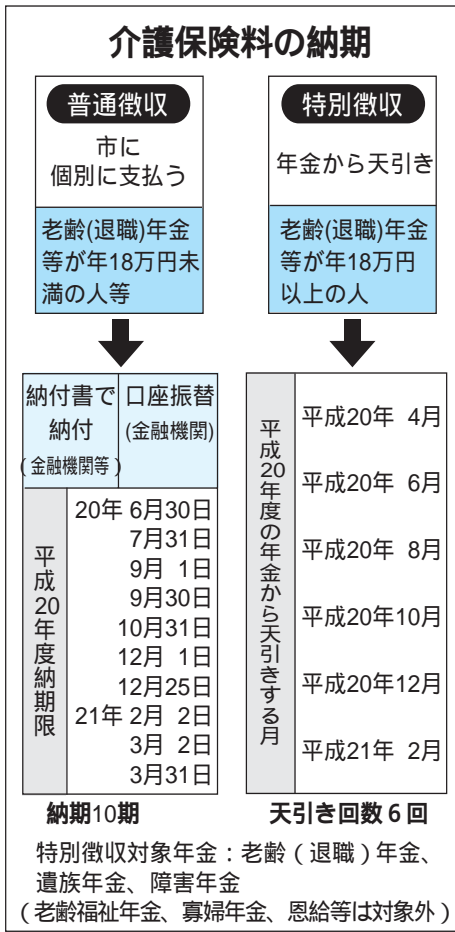 介護保険料の納期
普通徴収
市に
個別に支払う
老齢(退職)年金
等が年18万円未
満の人等
特別徴収
年金から天引き
老齢(退職)年金
等が年18万円
以上の人
納付書で
納付
(金融機関等)
口座振替
(金融機関)
平成20年度納期限
20年 6月30日
7月31日
9月 1日
9月30日
10月31日
12月 1日
12月25日
21年 2月 2日
3月 2日
3月31日
納期10期
平成20年度の年金から天引きする月
平成20年 4月
平成20年 6月
平成20年 8月
平成20年10月
平成20年12月
平成21年 2月
天引き回数6回
特別徴収対象年金：老齢(退職)年金、
遺族年金、障害年金
(老齢福祉年金、寡婦年金、恩給等は対象外)